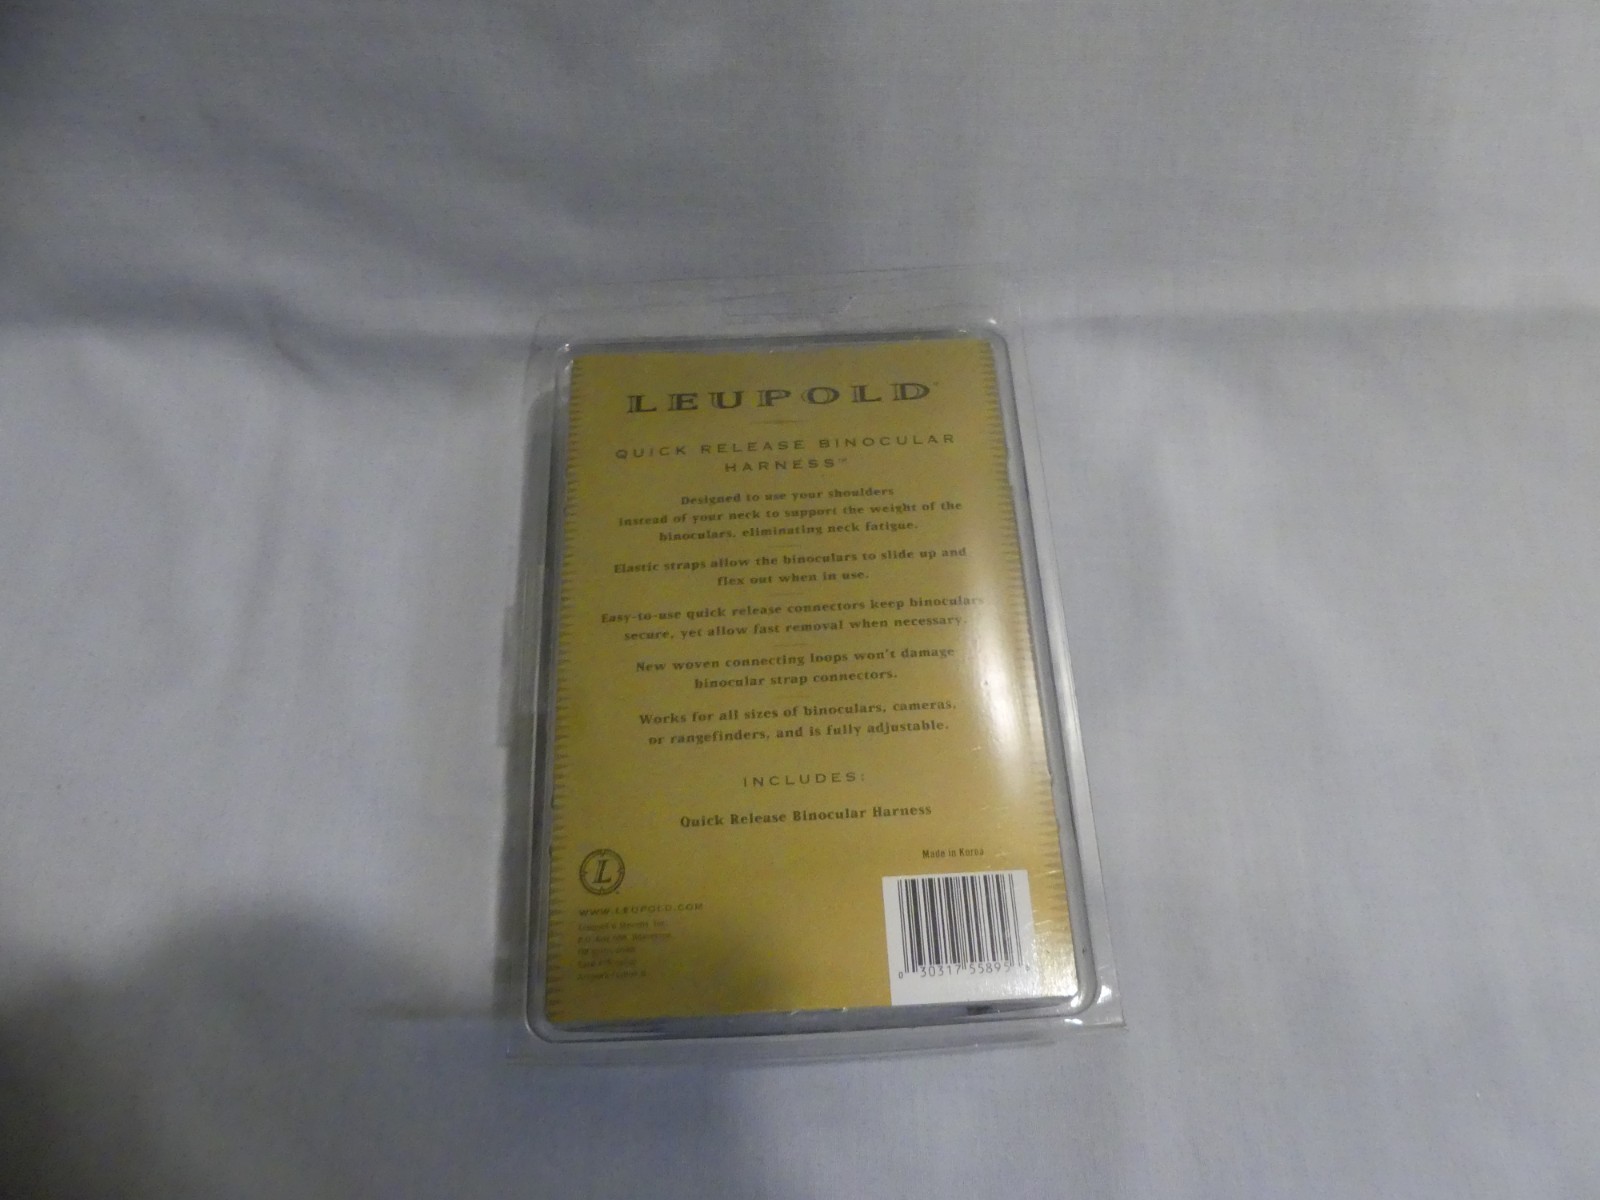 LEUPOLD®
QUICK RELEASE BINOCULAR
HARNESS™
Designed to use your shoulders
instead of your neck to support the weight of the
binoculars, eliminating neck fatigue.
Elastic straps allow the binoculars to slide up and
flex out when in use.
Easy-to-use quick release connectors keep binoculars
secure, yet allow fast removal when necessary.
New woven connecting loops won't damage
binocular strap connectors.
Works for all sizes of binoculars, cameras,
or rangefinders, and is fully adjustable.
INCLUDES:
Quick Release Binocular Harness
Made in Korea
L
WWW.LEUPOLD.COM
0 30317 55895